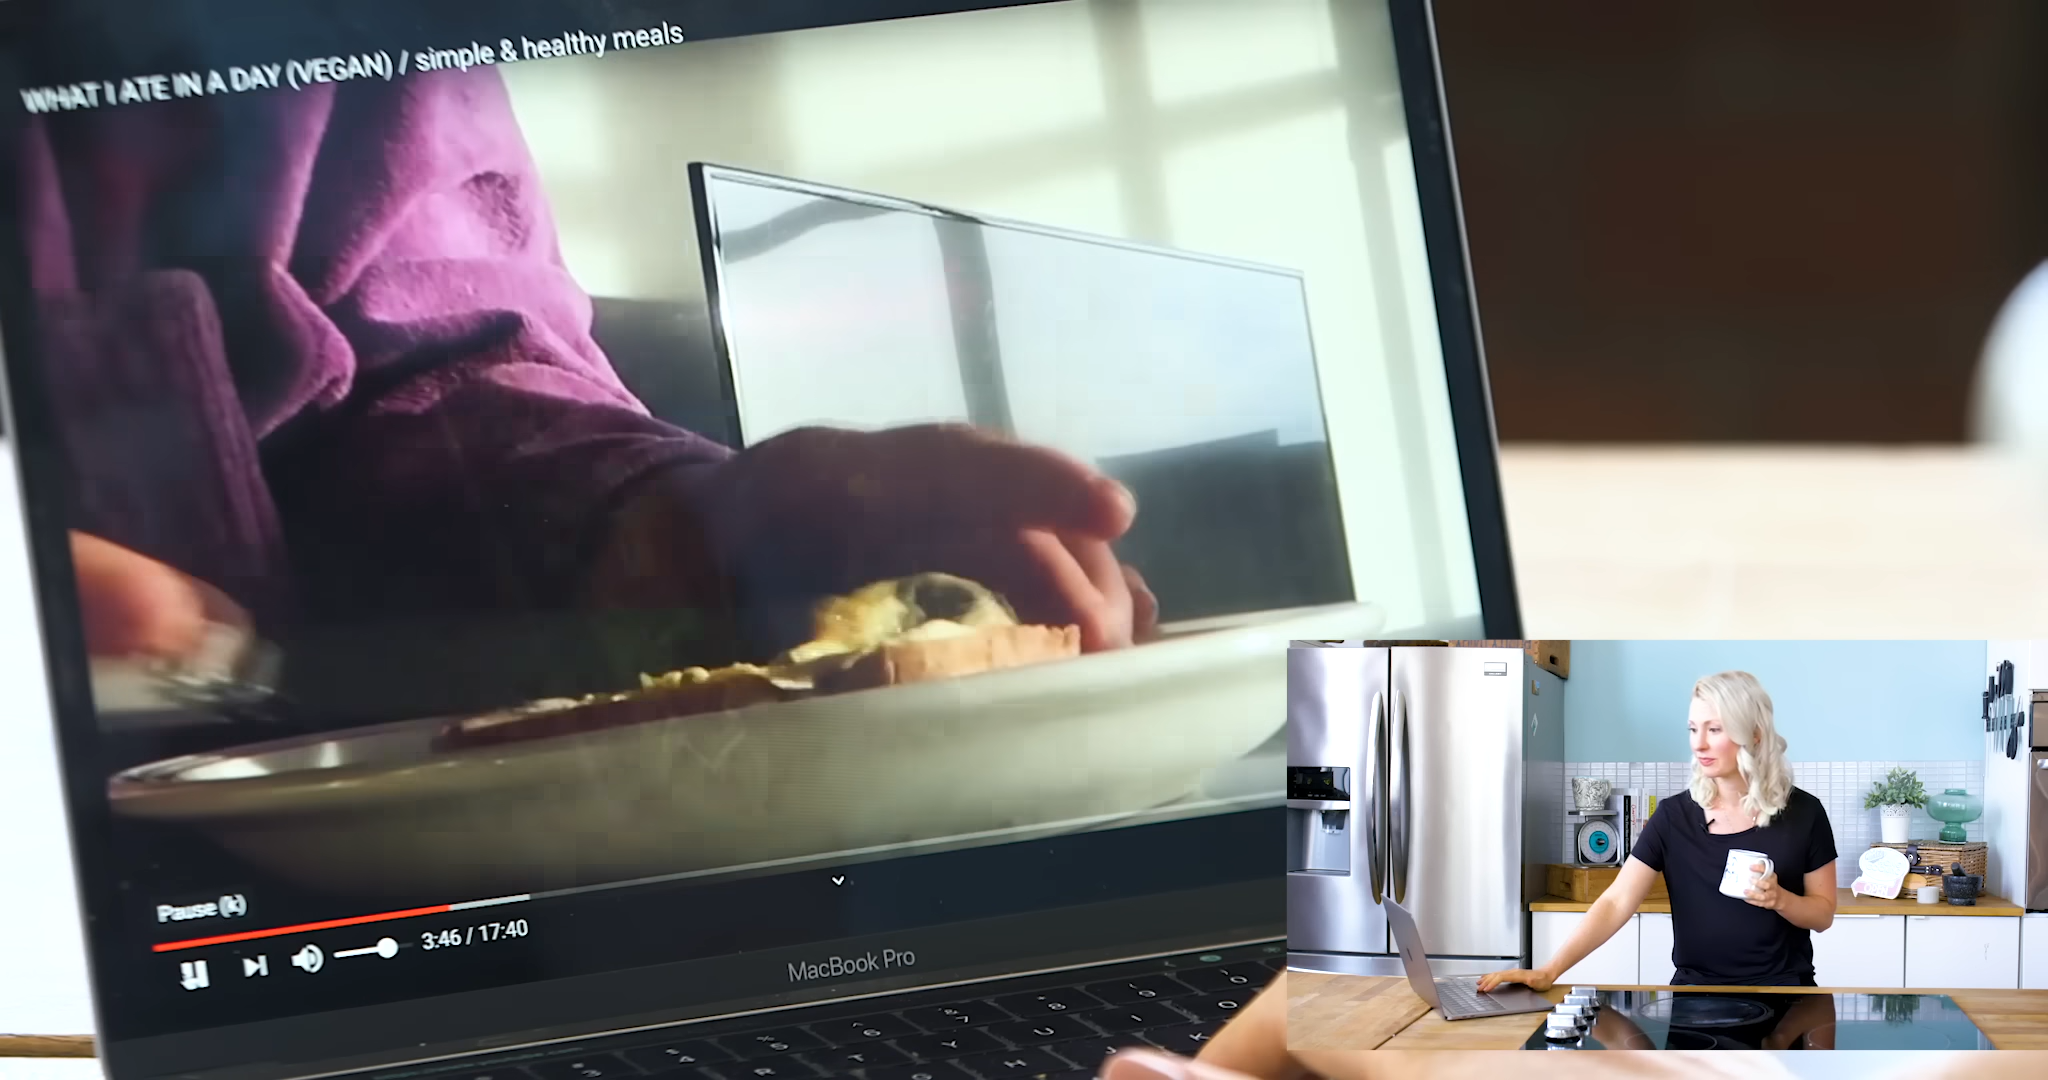 WHAT I ATE IN A DAY (VEGAN) / simple & healthy meals
Pause (k)
3:46 / 17:40
MacBook Pro